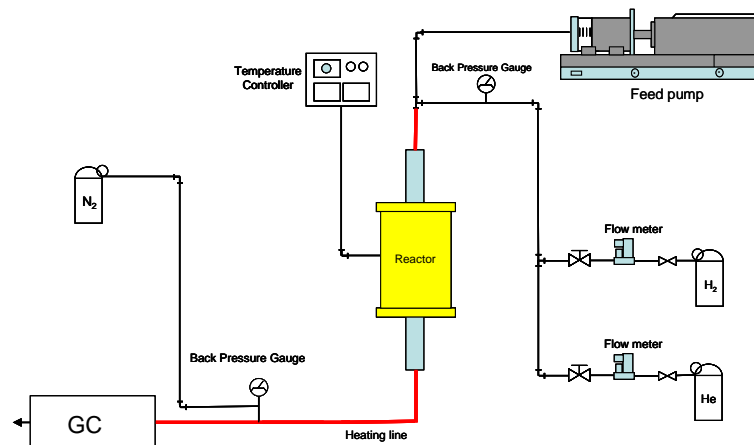 Temperature
Controller
Back Pressure Gauge
Feed pump
N2
Flow meter
Reactor
H2
Flow meter
Back Pressure Gauge
He
GC
Heating line